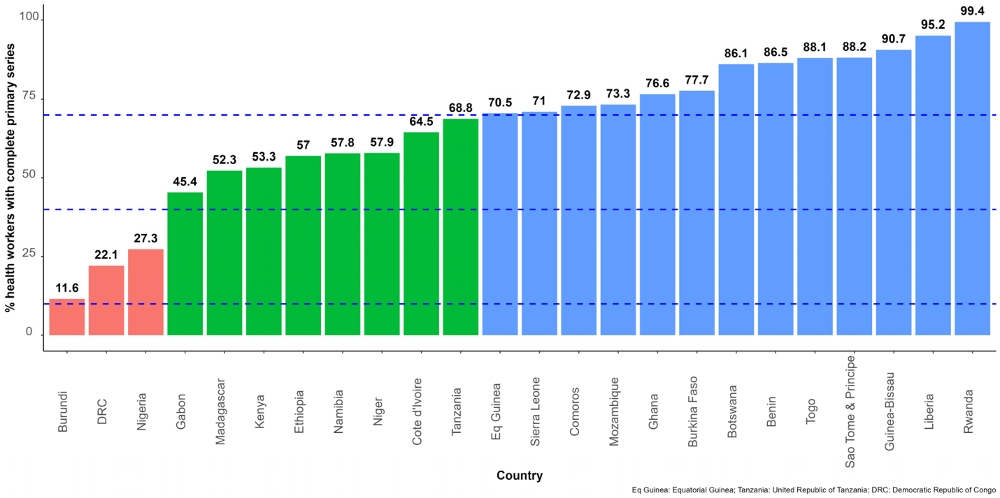 % health workers with complete primary series
100
75
50
25
0
11.6
22.1
27.3
45.4
52.3
53.3
57
57.8
57.9
64.5
68.8
70.5
71
72.9
73.3
76.6
77.7
86.1
86.5
88.1
88.2
90.7
95.2
99.4
Burundi
DRC
Nigeria
Gabon
Madagascar
Kenya
Ethiopia
Namibia
Niger
Cote d'Ivoire
Tanzania
Eq Guinea
Sierra Leone
Comoros
Mozambique
Ghana
Burkina Faso
Botswana
Benin
Togo
Sao Tome & Principe
Guinea-Bissau
Liberia
Rwanda
Country
Eq Guinea: Equatorial Guinea; Tanzania: United Republic of Tanzania; DRC: Democratic Republic of Congo